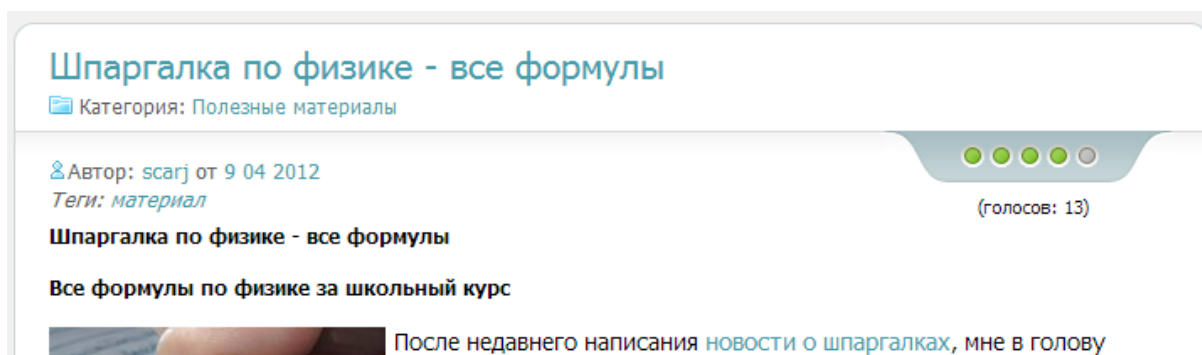 Шпаргалка по физике - все формулы
Категория: Полезные материалы
Автор: scarj от 9 04 2012
Теги: материал
(голосов: 13)
Шпаргалка по физике - все формулы
Все формулы по физике за школьный курс
После недавнего написания новости о шпаргалках, мне в голову